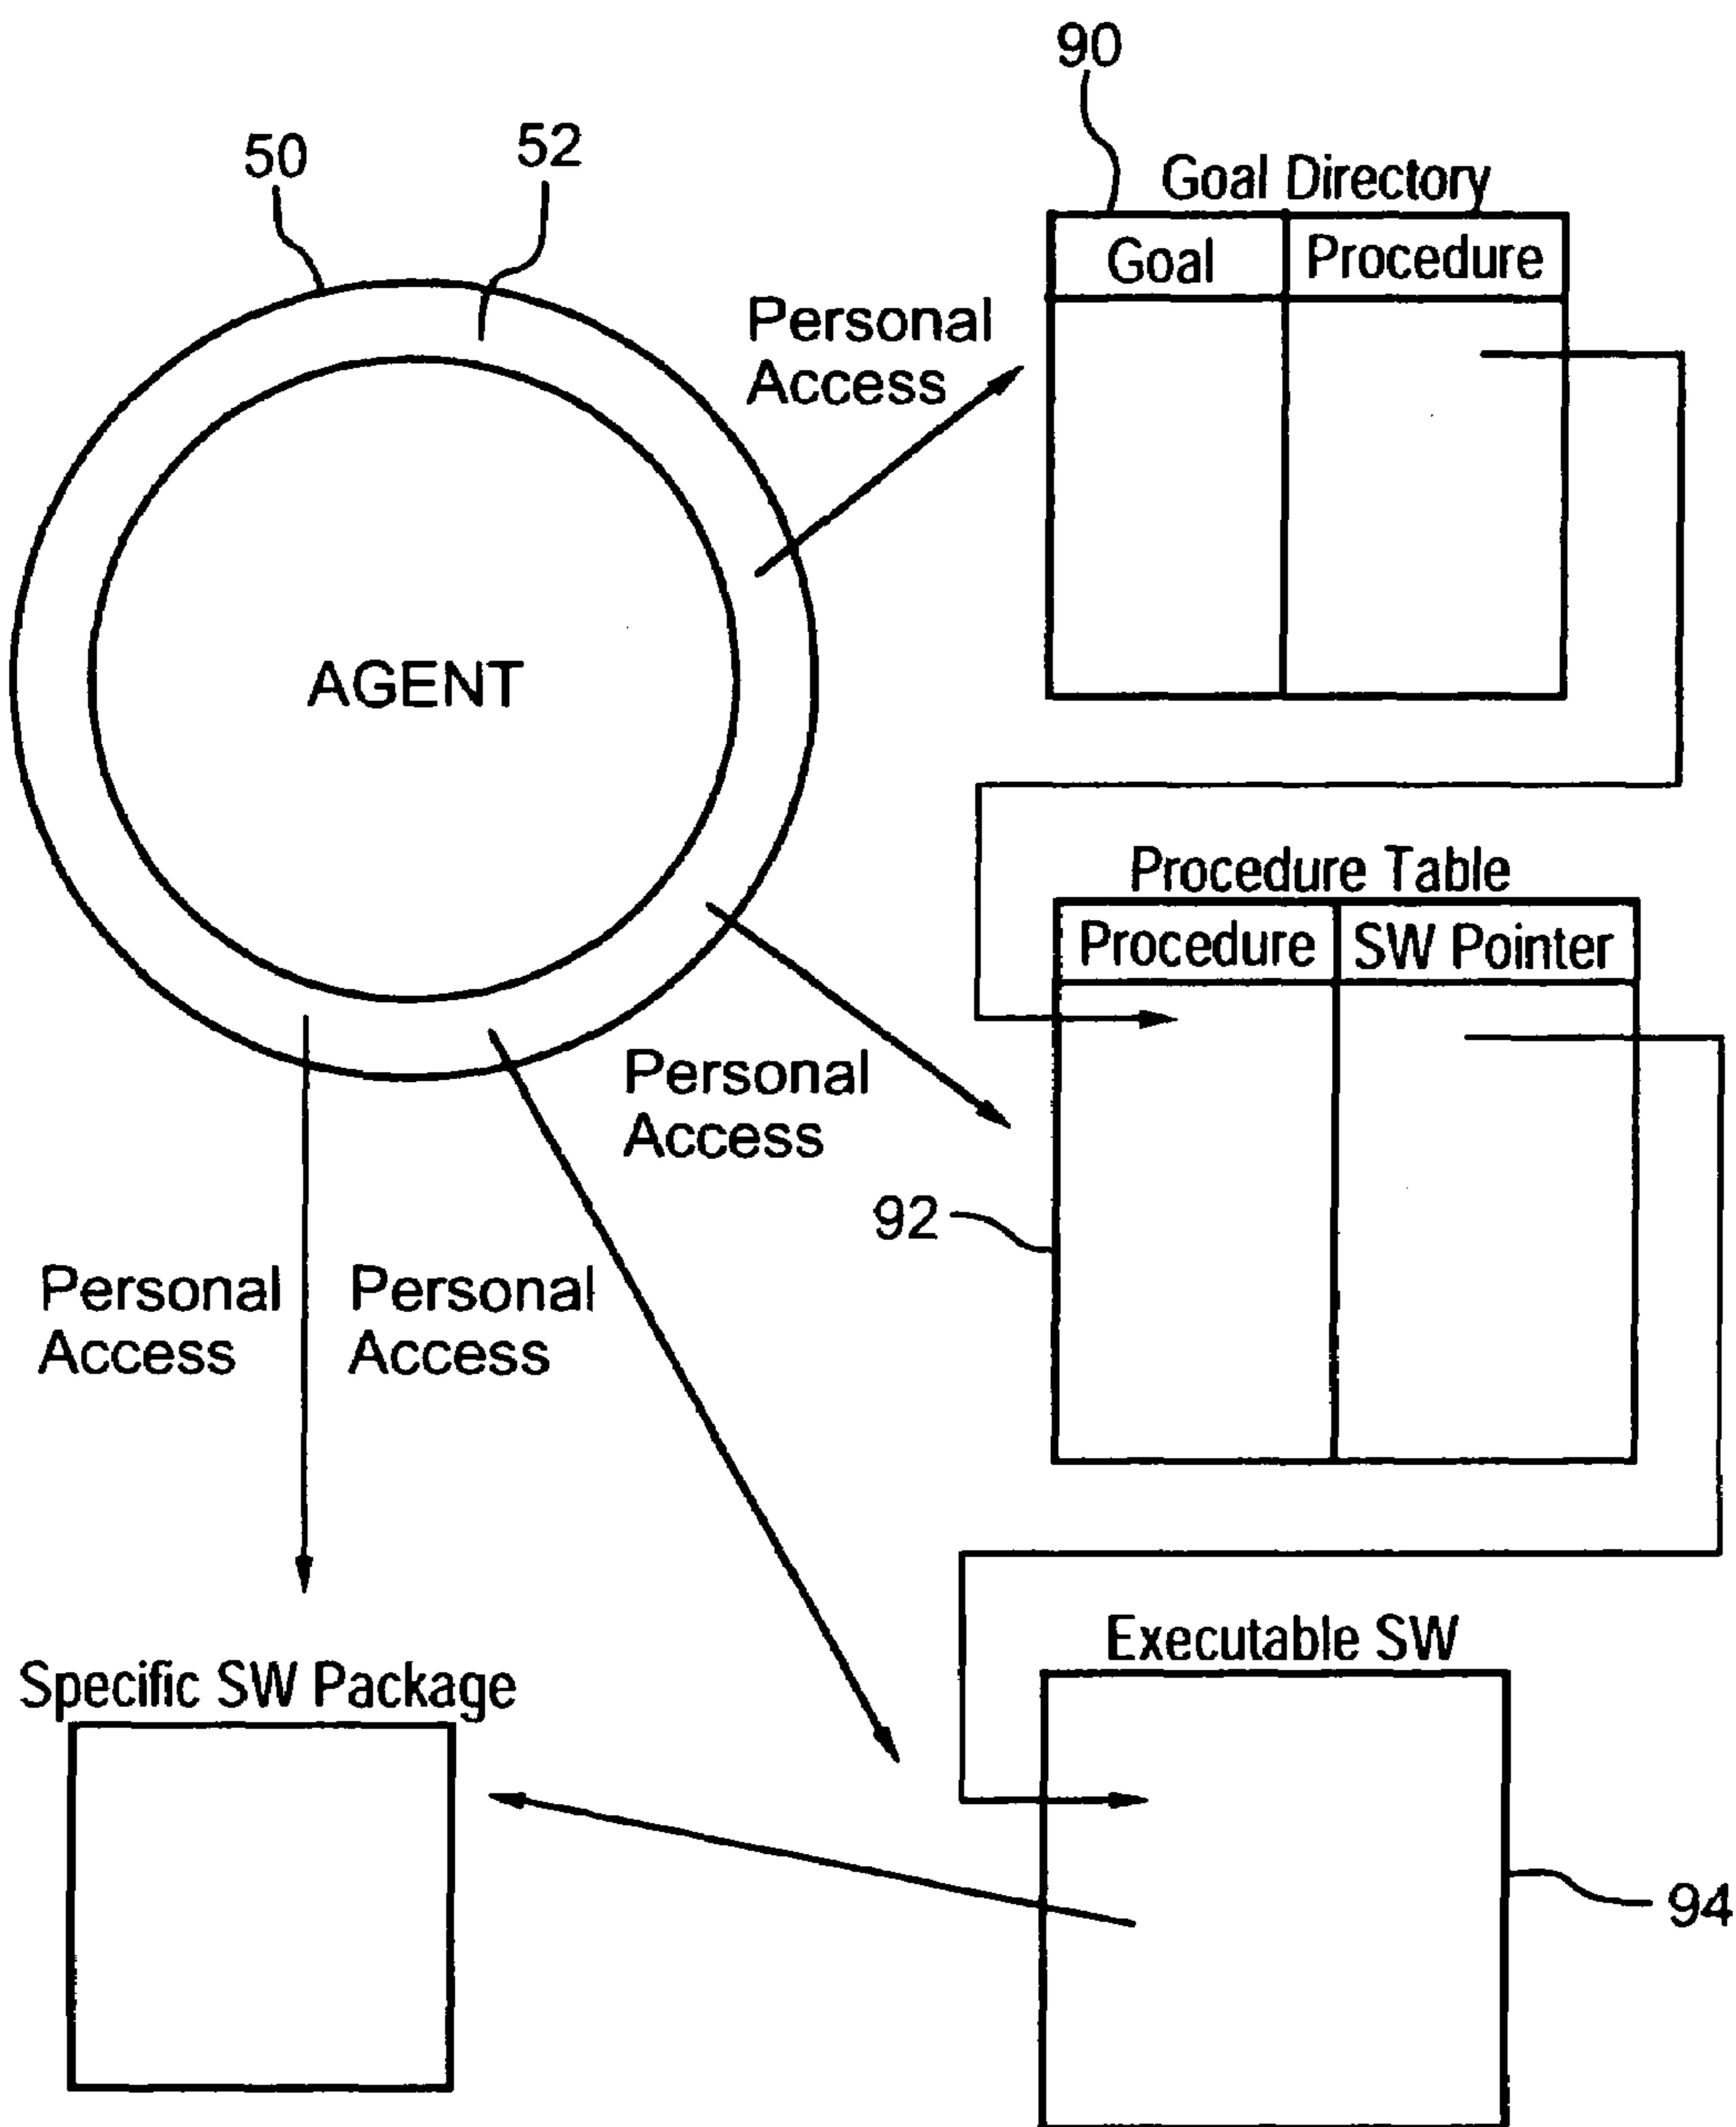 90
50
52
Goal Directory
Goal
Procedure
Personal
Access
AGENT
Procedure Table
Procedure
SW Pointer
Personal
Access
92
Personal
Access
Personal
Access
Executable SW
Specific SW Package
94